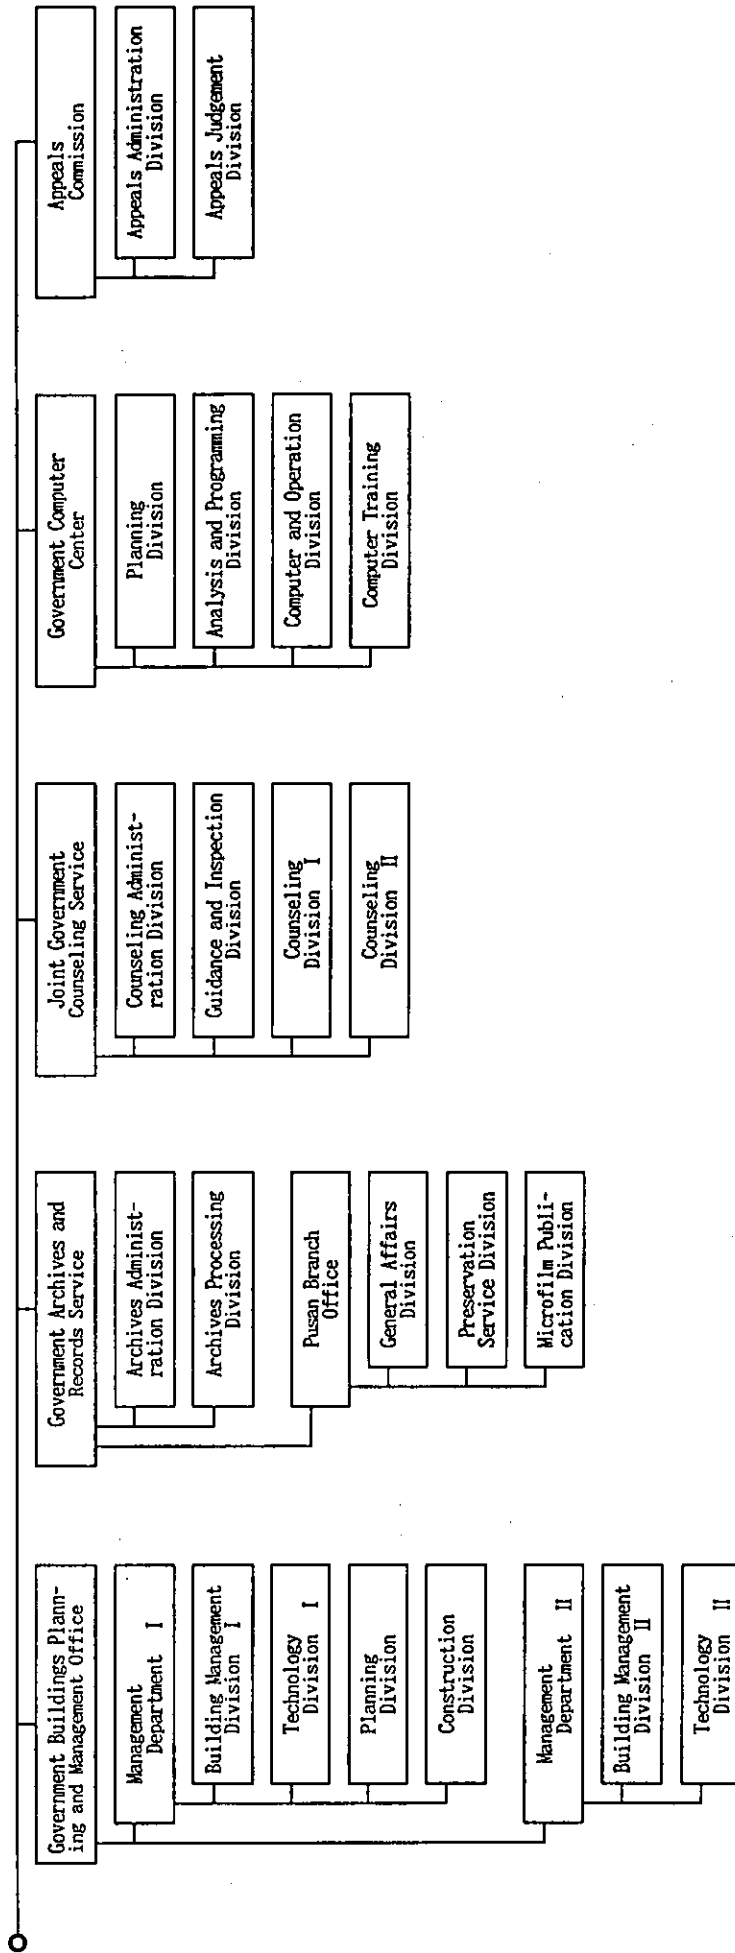 Government Buildings Plann-
ing and Management Office
Management
Department I
Building Management
Division I
Technology
Division I
Planning
Division
Construction
Division
Management
Department II
Building Management
Division II
Technology
Division II
Government Archives and
Records Service
Archives Administ-
ration Division
Archives Processing
Division
Pusan Branch
Office
General Affairs
Division
Preservation
Service Division
Microfilm Publi-
cation Division
Joint Government
Counseling Service
Counseling Administ-
ration Division
Guidance and Inspection
Division
Counseling
Division I
Counseling
Division II
Government Computer
Center
Planning
Division
Analysis and Programming
Division
Computer and Operation
Division
Computer Training
Division
Appeals
Commission
Appeals Administration
Division
Appeals Judgement
Division